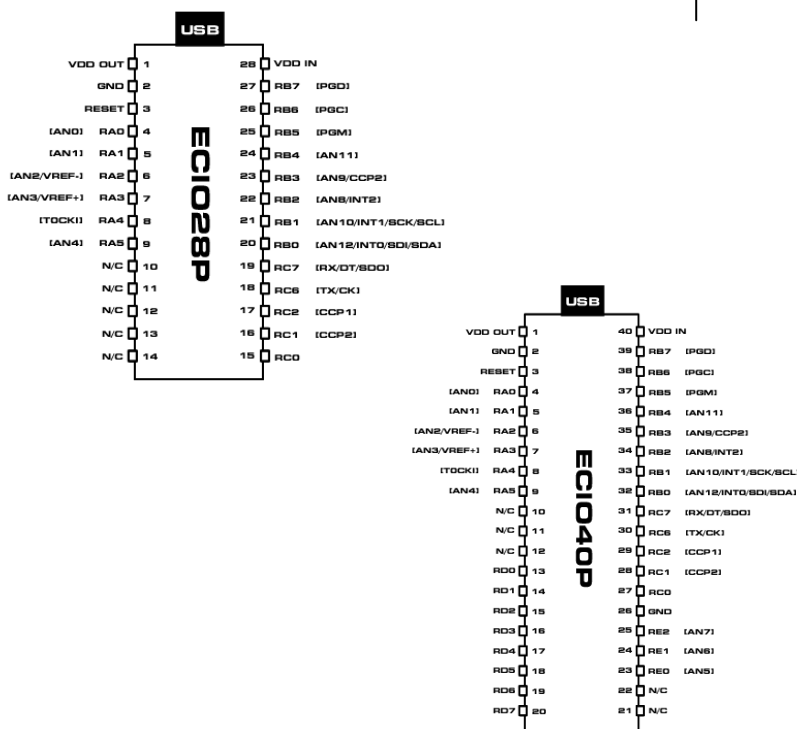 USB
VDD OUT 1 28 VDD IN
GND 2 27 RB7 [PGD]
RESET 3 26 RB6 [PGC]
[AN0] RA0 4 25 RB5 [PGM]
[AN1] RA1 5 24 RB4 [AN11]
[AN2/VREF-] RA2 6 23 RB3 [AN9/CCP2]
[AN3/VREF+] RA3 7 22 RB2 [AN8/INT2]
[TOCKI] RA4 8 21 RB1 [AN10/INT1/SCK/SCL]
[AN4] RA5 9 20 RB0 [AN12/INT0/SDI/SDA]
N/C 10 19 RC7 [RX/DT/SDO]
N/C 11 18 RC6 [TX/CK]
N/C 12 17 RC2 [CCP1]
N/C 13 16 RC1 [CCP2]
N/C 14 15 RC0
ECIO28P
USB
VDD OUT 1 40 VDD IN
GND 2 39 RB7 [PGD]
RESET 3 38 RB6 [PGC]
[AN0] RA0 4 37 RB5 [PGM]
[AN1] RA1 5 36 RB4 [AN11]
[AN2/VREF-] RA2 6 35 RB3 [AN9/CCP2]
[AN3/VREF+] RA3 7 34 RB2 [AN8/INT2]
[TOCKI] RA4 8 33 RB1 [AN10/INT1/SCK/SCL
[AN4] RA5 9 32 RB0 [AN12/INT0/SDI/SDA]
N/C 10 31 RC7 [RX/DT/SDO]
N/C 11 30 RC6 [TX/CK]
N/C 12 29 RC2 [CCP1]
RD0 13 28 RC1 [CCP2]
RD1 14 27 RC0
RD2 15 26 GND
RD3 16 25 RE2 [AN7]
RD4 17 24 RE1 [AN6]
RD5 18 23 RE0 [AN5]
RD6 19 22 N/C
RD7 20 21 N/C
ECIO40P